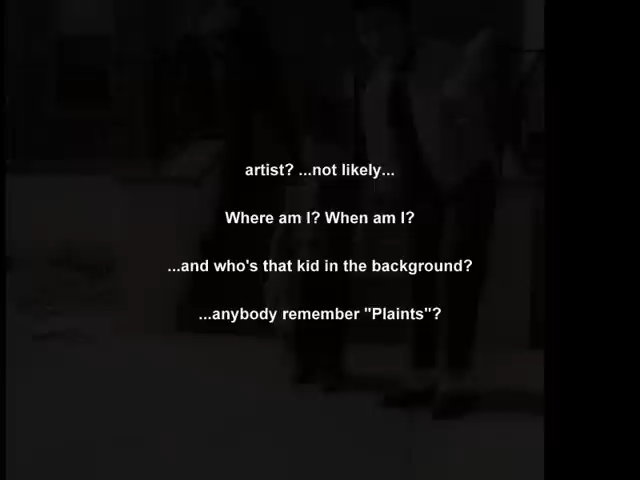 artist? ...not likely...
Where am I? When am I?
...and who's that kid in the background?
...anybody remember "Plaints"?